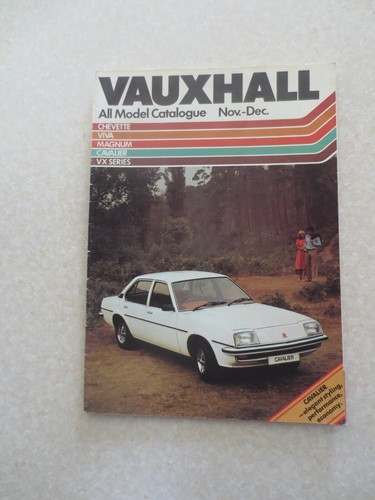 VAUXHALL
All Model Catalogue Nov.-Dec.
CHEVETTE
VIVA
MAGNUM
CAVALIER
VX SERIES
CAVALIER
CAVALIER
—elegant styling,
performance,
economy.